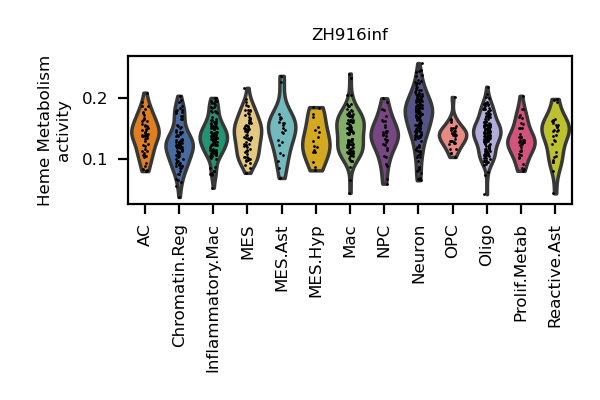 ZH916inf
Heme Metabolism
activity
0.2
0.1
AC
Chromatin.Reg
Inflammatory.Mac
MES
MES.Ast
MES.Hyp
Mac
NPC
Neuron
OPC
Oligo
Prolif.Metab
Reactive.Ast